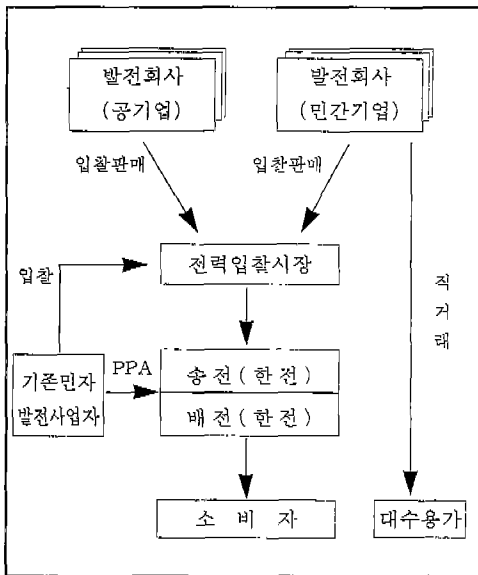 발전회사
(공기업)
발전회사
(민간기업)
입찰판매
입찰판매
입찰
전력입찰시장
직거래
기존민자
발전사업자
PPA
송전(한전)
배전(한전)
소비자
대수용가